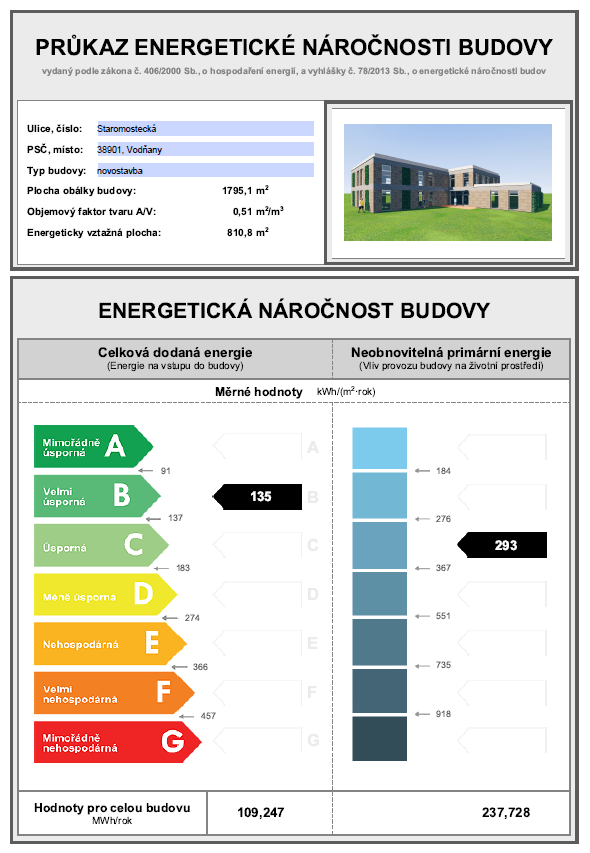 PRŮKAZ ENERGETICKÉ NÁROČNOSTI BUDOVY
vydaný podle zákona č. 406/2000 Sb., o hospodaření energií, a vyhlášky č. 78/2013 Sb., o energetické náročnosti budov
Ulice, číslo: Staromostecká
PSČ, místo: 38901, Vodňany
Typ budovy: novostavba
Plocha obálky budovy: 1795,1 m²
Objemový faktor tvaru A/V: 0,51 m²/m³
Energeticky vztažná plocha: 810,8 m²
ENERGETICKÁ NÁROČNOST BUDOVY
Celková dodaná energie
(Energie na vstupu do budovy)
Neobnovitelná primární energie
(Vliv provozu budovy na životní prostředí)
Měrné hodnoty kWh/(m²·rok)
Mimořádně úsporná A A
91 184
Velmi úsporná B 135 B
137 276
Úsporná C C 293
183 367
Méně úsporná D D
274 551
Nehospodárná E E
366 735
Velmi nehospodárná F F
457 918
Mimořádně nehospodárná G G
Hodnoty pro celou budovu 109,247 237,728
MWh/rok